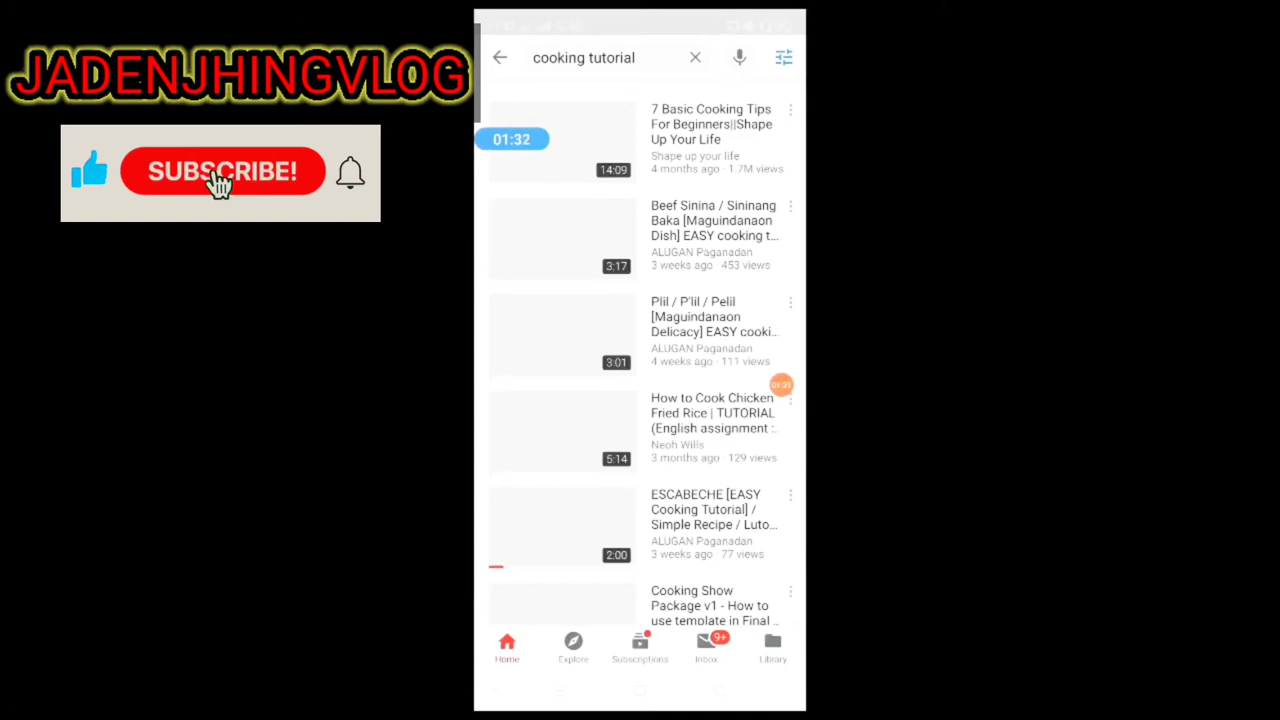 JADENJHINGVLOG
SUBSCRIBE!
cooking tutorial
01:32
7 Basic Cooking Tips
For Beginners||Shape
Up Your Life
Shape up your life
4 months ago · 1.7M views
14:09
Beef Sinina / Sininang
Baka [Maguindanaon
Dish] EASY cooking t...
ALUGAN Paganadan
3 weeks ago · 453 views
3:17
Plil / P'lil / Pelil
[Maguindanaon
Delicacy] EASY cooki...
ALUGAN Paganadan
4 weeks ago · 111 views
3:01
How to Cook Chicken
Fried Rice | TUTORIAL
(English assignment :..
Neoh Wills
3 months ago · 129 views
5:14
ESCABECHE [EASY
Cooking Tutorial] /
Simple Recipe / Luto...
ALUGAN Paganadan
3 weeks ago · 77 views
2:00
Cooking Show
Package v1 - How to
use template in Final ..
9+
Home
Explore
Subscriptions
Inbox
Library